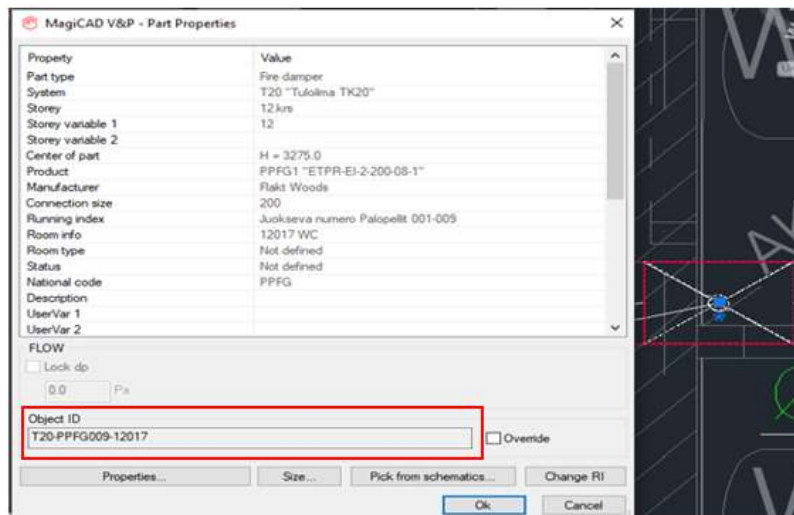 MagiCAD V&P - Part Properties
Property Value
Part type Fire damper
System T20 "Tuloilma TK20"
Storey 12.krs
Storey variable 1 12
Storey variable 2
Center of part H = 3275.0
Product PPFG1 "ETPR-EI-2-200-08-1"
Manufacturer Flakt Woods
Connection size 200
Running index Juokseva numero Palopellit 001-009
Room info 12017 WC
Room type Not defined
Status Not defined
National code PPFG
Description
UserVar 1
UserVar 2
FLOW
Lock dp
0.0 Pa
Object ID
T20-PPFG009-12017 Override
Properties... Size... Pick from schematics... Change RI
Ok Cancel